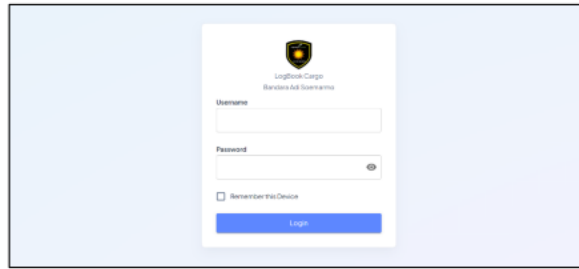 LogBook Cargo
Bandara Adi Soemarmo
Username
Password
Remember this Device
Login